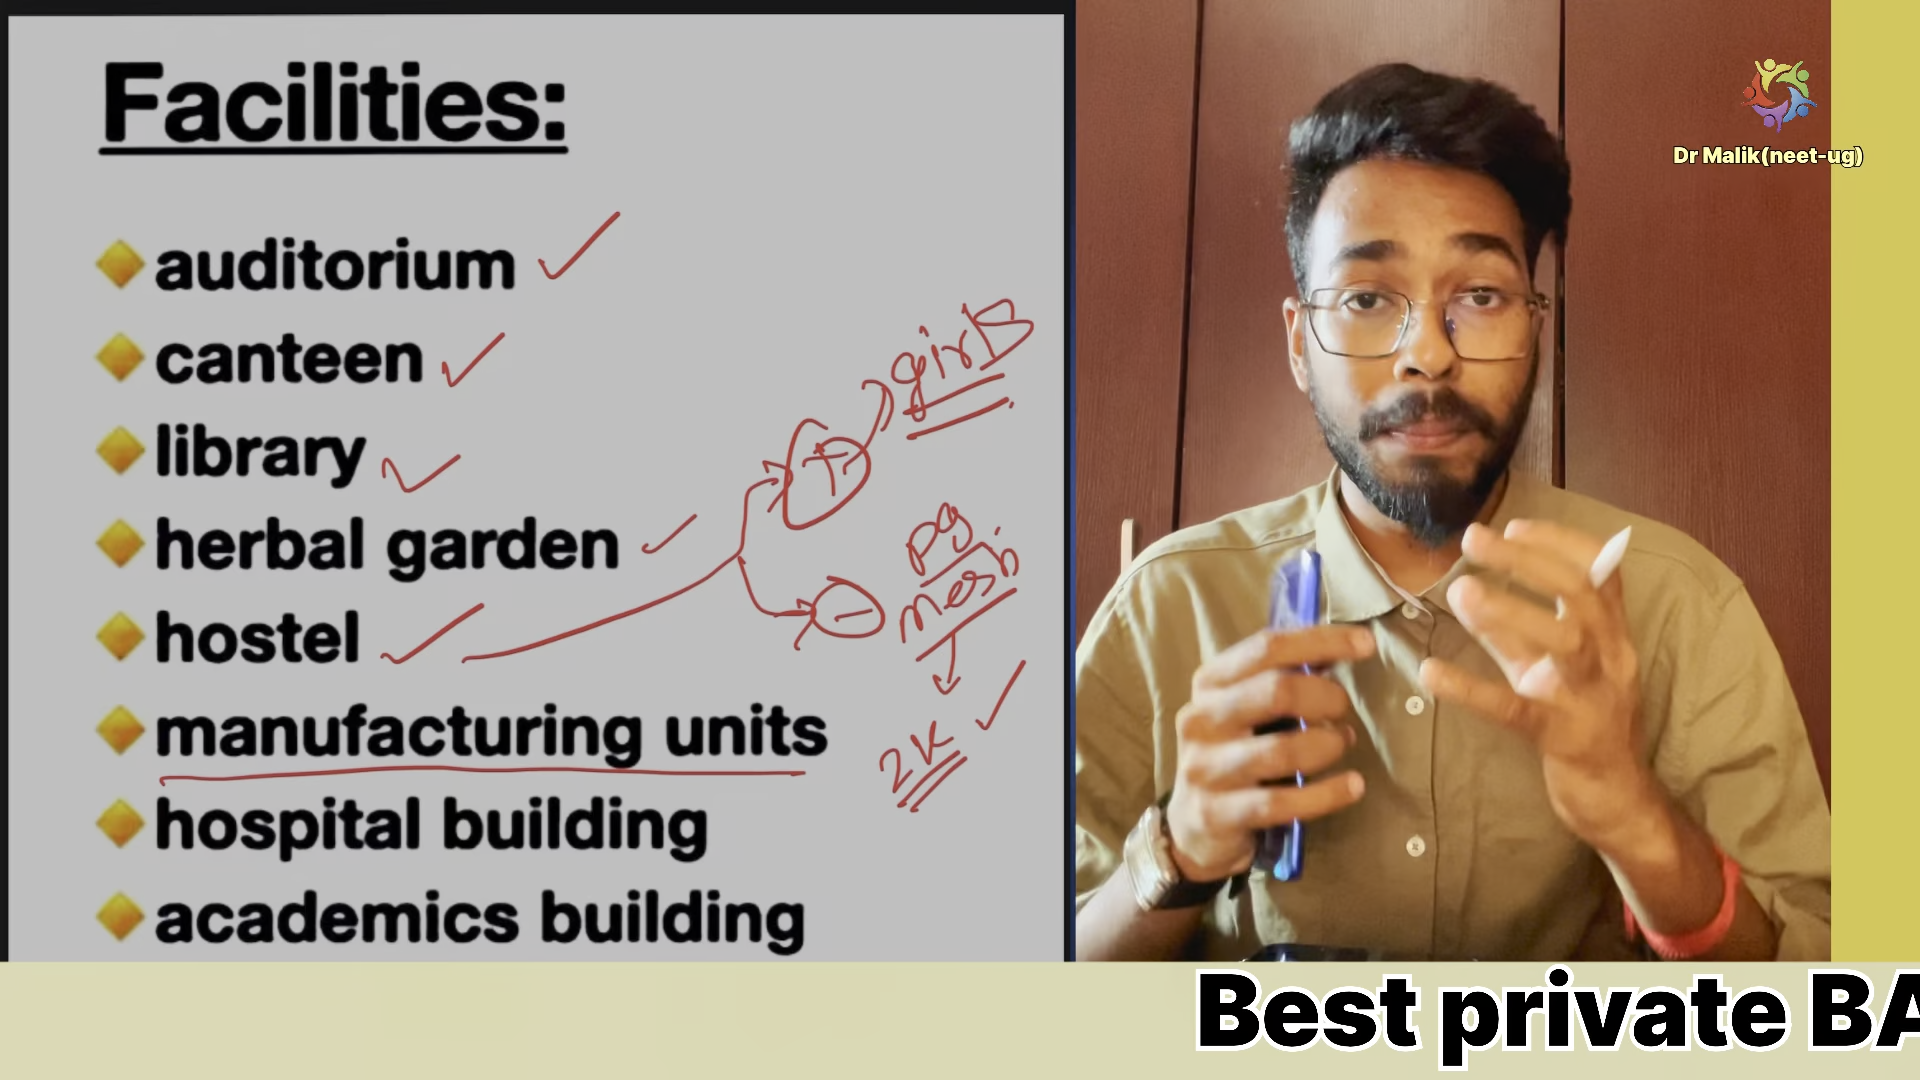 Facilities:
auditorium
canteen
library
herbal garden
hostel
manufacturing units
hospital building
academics building
girls
+
-
pg
2K
Dr Malik(neet-ug)
Best private BA